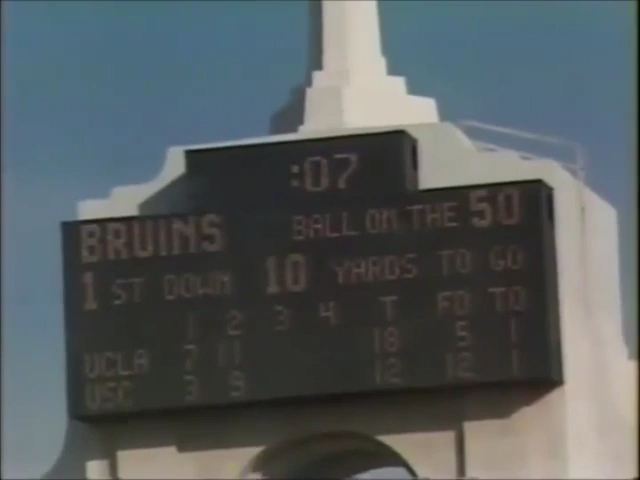 :07
BRUINS BALL ON THE 50
1 ST DOWN 10 YARDS TO GO
1 2 3 4 T FD TO
UCLA 7 11 18 5 1
USC 3 9 12 12 1